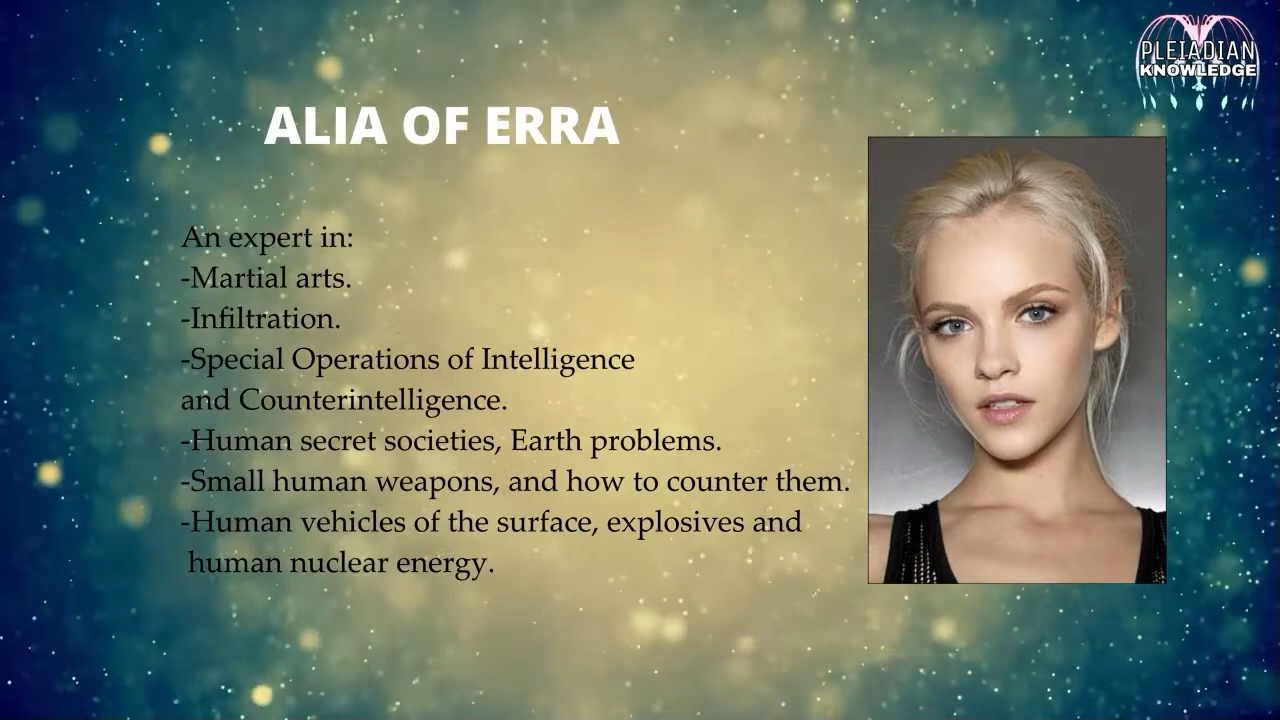 PLEIADIAN
KNOWLEDGE
ALIA OF ERRA
An expert in:
-Martial arts.
-Infiltration.
-Special Operations of Intelligence
and Counterintelligence.
-Human secret societies, Earth problems.
-Small human weapons, and how to counter them.
-Human vehicles of the surface, explosives and
human nuclear energy.